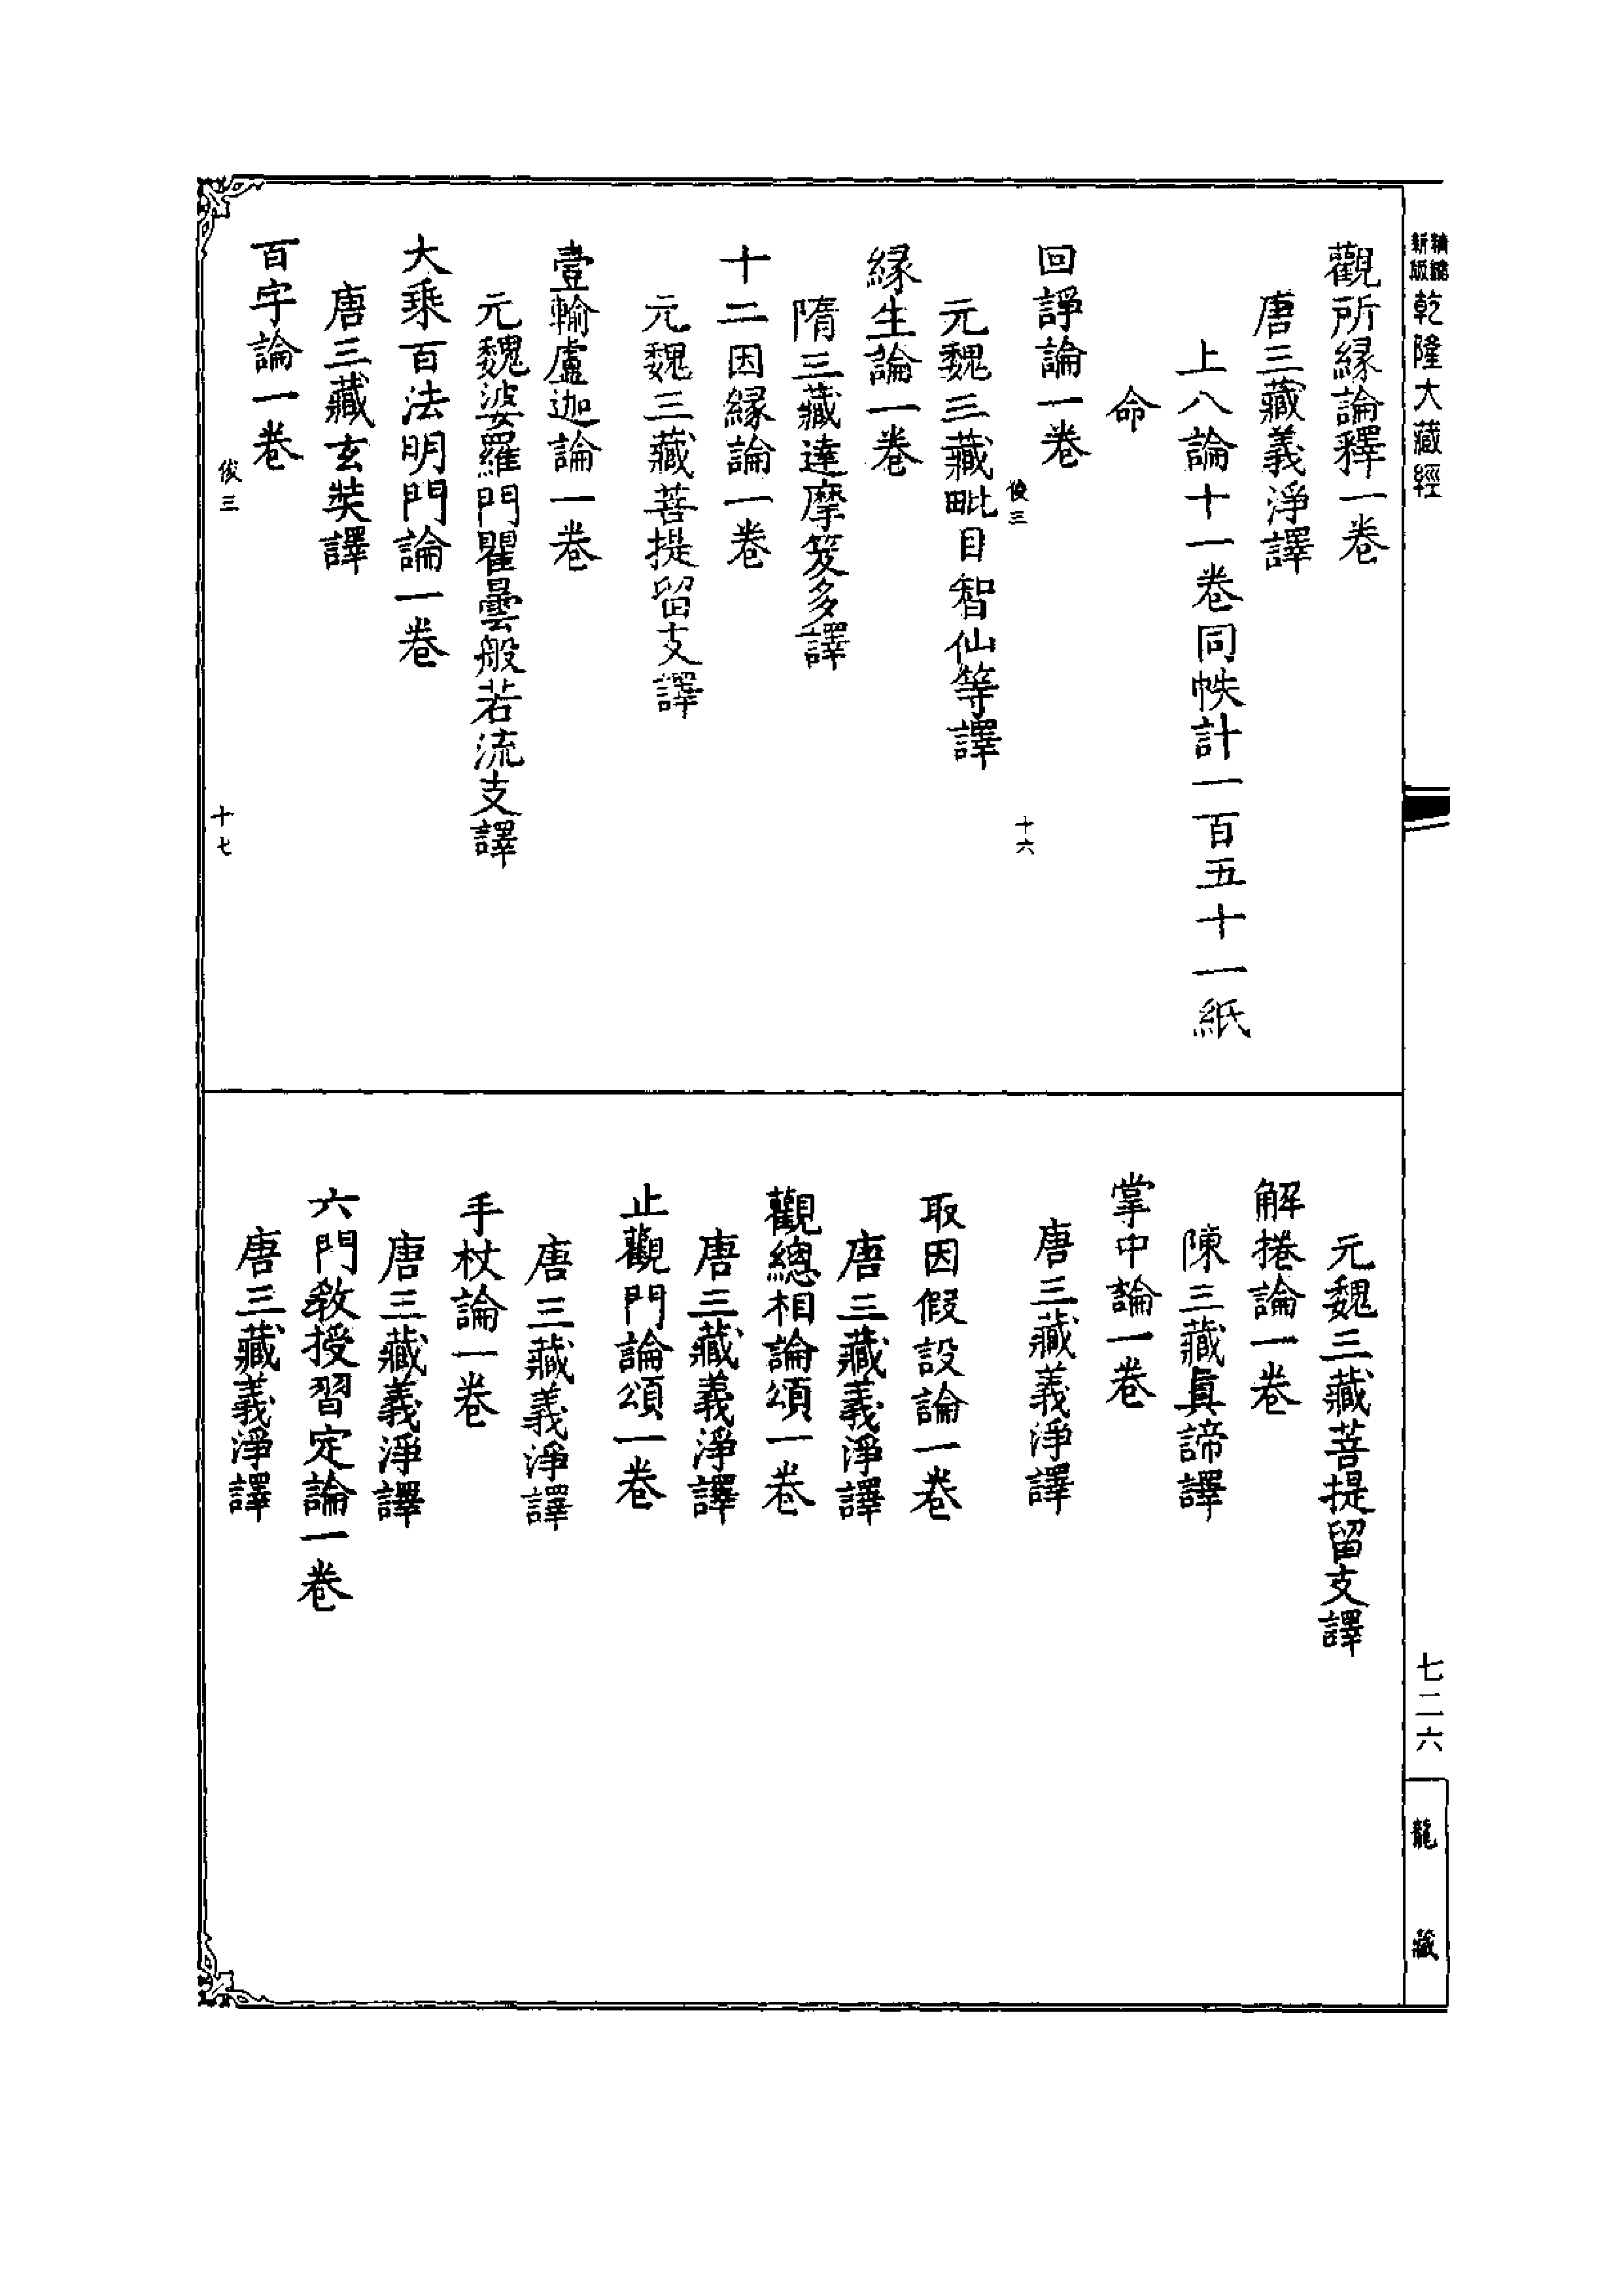 精縮
新版
乾隆大藏經
觀所緣論釋一卷
唐三藏義淨譯
上八論十一卷同帙計一百五十一紙
命
回諍論一卷
俊三
十六
元魏三藏毗目智仙等譯
緣生論一卷
隋三藏達摩笈多譯
十二因緣論一卷
元魏三藏菩提留支譯
壹輸盧迦論一卷
元魏婆羅門瞿曇般若流支譯
大乘百法明門論一卷
唐三藏玄奘譯
百字論一卷
俊三
十七
元魏三藏菩提留支譯
解捲論一卷
陳三藏真諦譯
掌中論一卷
唐三藏義淨譯
取因假設論一卷
唐三藏義淨譯
觀總相論頌一卷
唐三藏義淨譯
止觀門論頌一卷
唐三藏義淨譯
手杖論一卷
唐三藏義淨譯
六門教授習定論一卷
唐三藏義淨譯
七二六
龍藏